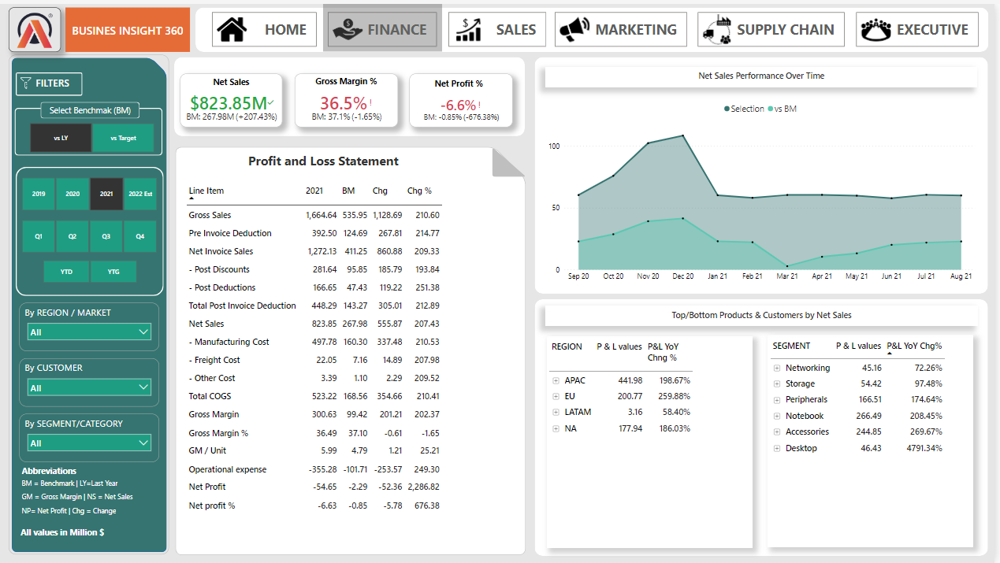 BUSINES INSIGHT 360
HOME
FINANCE
SALES
MARKETING
SUPPLY CHAIN
EXECUTIVE
FILTERS
Select Benchmak (BM)
vs LY
vs Target
2019
2020
2021
2022 Est
Q1
Q2
Q3
Q4
YTD
YTG
By REGION / MARKET
All
By CUSTOMER
All
By SEGMENT/CATEGORY
All
Abbreviations
BM = Benchmark | LY=Last Year
GM = Gross Margin | NS = Net Sales
NP= Net Profit | Chg = Change
All values in Million $
Net Sales
$823.85M✓
BM: 267.98M (+207.43%)
Gross Margin %
36.5%!
BM: 37.1% (-1.65%)
Net Profit %
-6.6%!
BM: -0.85% (-676.38%)
Profit and Loss Statement
Line Item 2021 BM Chg Chg %
Gross Sales 1,664.64 535.95 1,128.69 210.60
Pre Invoice Deduction 392.50 124.69 267.81 214.77
Net Invoice Sales 1,272.13 411.25 860.88 209.33
- Post Discounts 281.64 95.85 185.79 193.84
- Post Deductions 166.65 47.43 119.22 251.38
Total Post Invoice Deduction 448.29 143.27 305.01 212.89
Net Sales 823.85 267.98 555.87 207.43
- Manufacturing Cost 497.78 160.30 337.48 210.53
- Freight Cost 22.05 7.16 14.89 207.98
- Other Cost 3.39 1.10 2.29 209.52
Total COGS 523.22 168.56 354.66 210.41
Gross Margin 300.63 99.42 201.21 202.37
Gross Margin % 36.49 37.10 -0.61 -1.65
GM / Unit 5.99 4.79 1.21 25.21
Operational expense -355.28 -101.71 -253.57 249.30
Net Profit -54.65 -2.29 -52.36 2,286.82
Net profit % -6.63 -0.85 -5.78 676.38
Net Sales Performance Over Time
Selection vs BM
100
50
0
Sep 20 Oct 20 Nov 20 Dec 20 Jan 21 Feb 21 Mar 21 Apr 21 May 21 Jun 21 Jul 21 Aug 21
Top/Bottom Products & Customers by Net Sales
REGION P & L values P&L YoY
Chng %
APAC 441.98 198.67%
EU 200.77 259.88%
LATAM 3.16 58.40%
NA 177.94 186.03%
SEGMENT P & L values P&L YoY Chg%
Networking 45.16 72.26%
Storage 54.42 97.48%
Peripherals 166.51 174.64%
Notebook 266.49 208.45%
Accessories 244.85 269.67%
Desktop 46.43 4791.34%